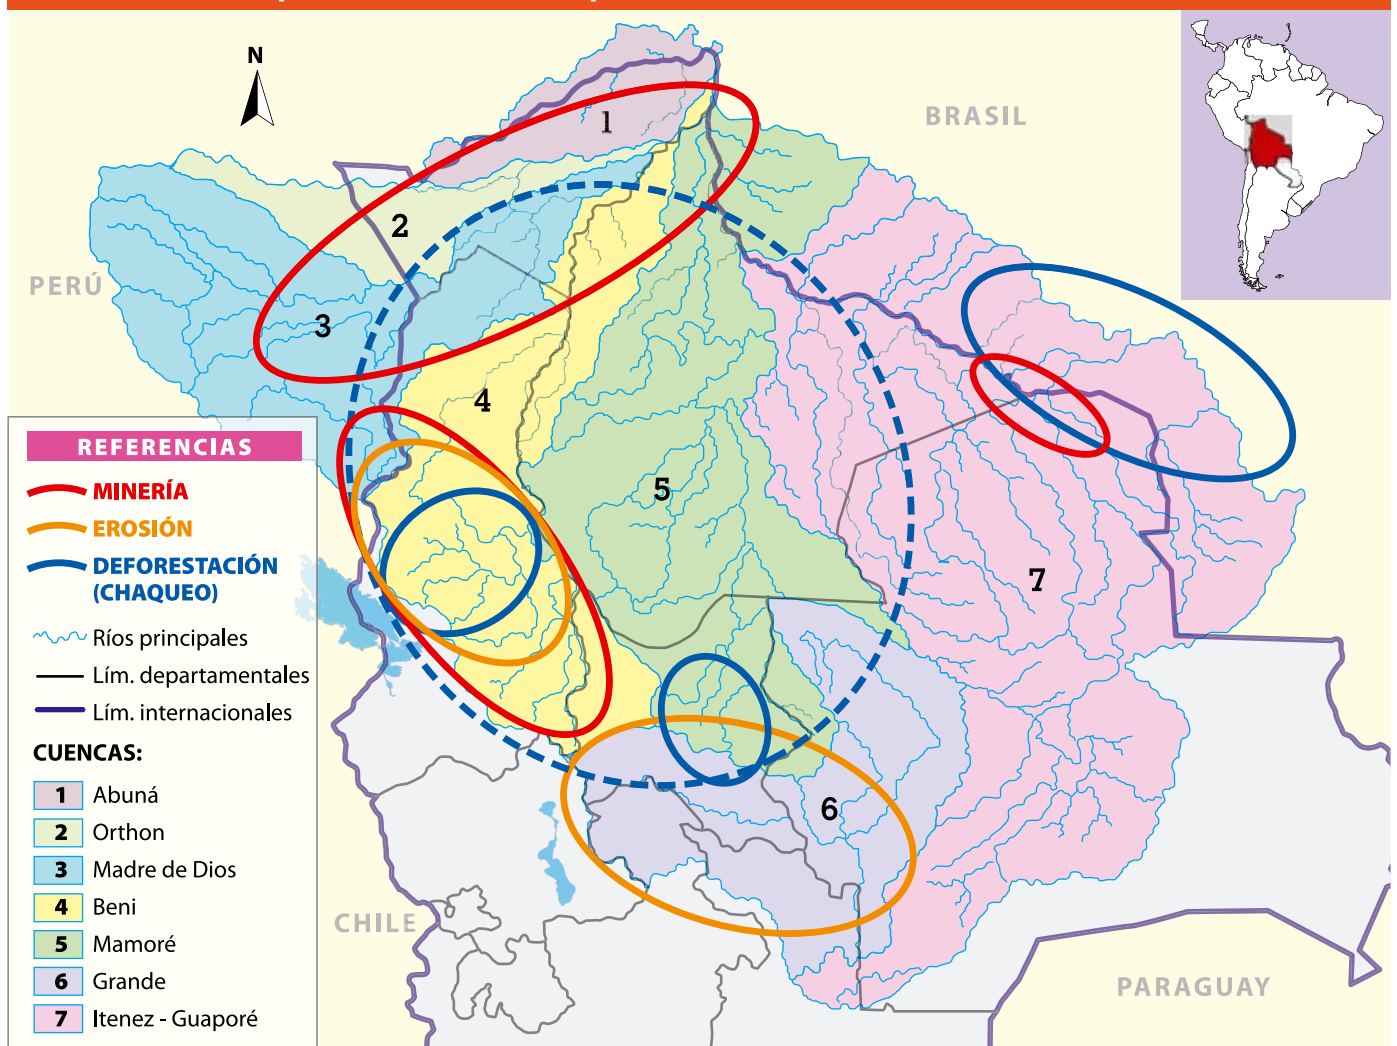 N
BRASIL
PERÚ
CHILE
PARAGUAY
1
2
3
4
5
6
7
REFERENCIAS
MINERÍA
EROSIÓN
DEFORESTACIÓN
(CHAQUEO)
Ríos principales
Lím. departamentales
Lím. internacionales
CUENCAS:
1 Abuná
2 Orthon
3 Madre de Dios
4 Beni
5 Mamoré
6 Grande
7 Itenez - Guaporé